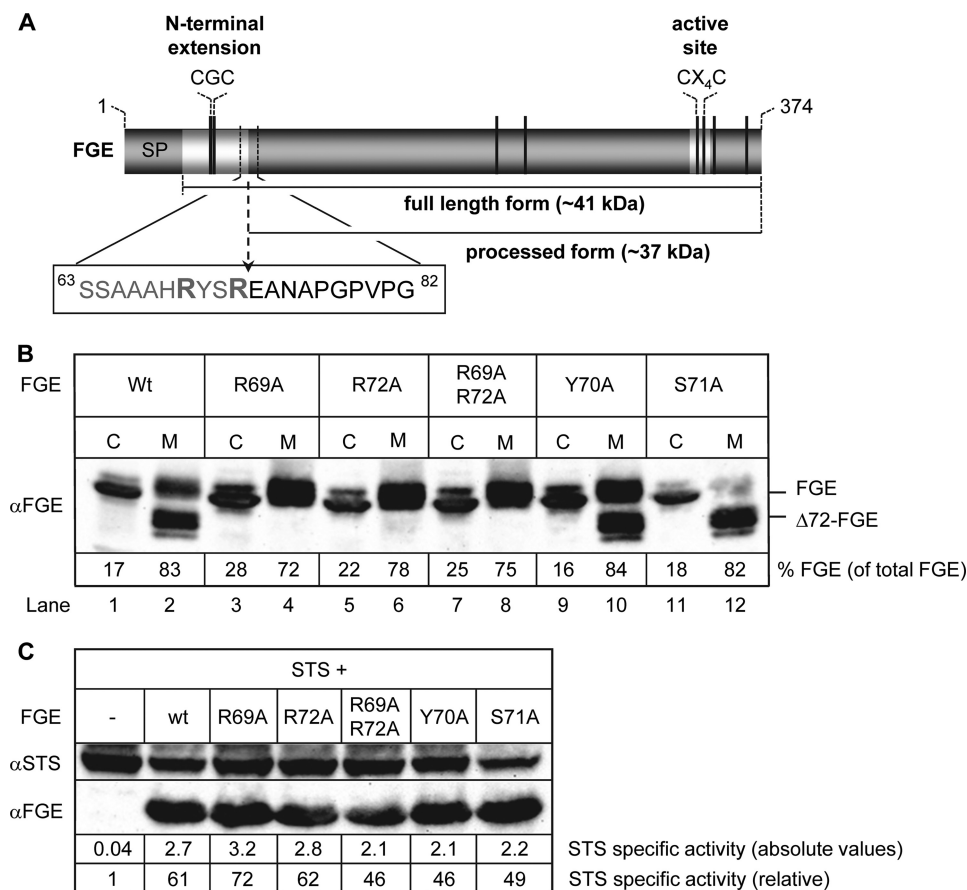 A
N-terminal
extension
active
site
CGC
CX4C
1
374
FGE
SP
full length form (~41 kDa)
processed form (~37 kDa)
63 SSAAAHRYSREANAPGPVPG 82
B
FGE Wt R69A R72A R69A R72A Y70A S71A
C M C M C M C M C M C M
αFGE
FGE
Δ72-FGE
17 83 28 72 22 78 25 75 16 84 18 82 % FGE (of total FGE)
Lane 1 2 3 4 5 6 7 8 9 10 11 12
C
STS +
FGE - wt R69A R72A R69A R72A Y70A S71A
αSTS
αFGE
0.04 2.7 3.2 2.8 2.1 2.1 2.2 STS specific activity (absolute values)
1 61 72 62 46 46 49 STS specific activity (relative)